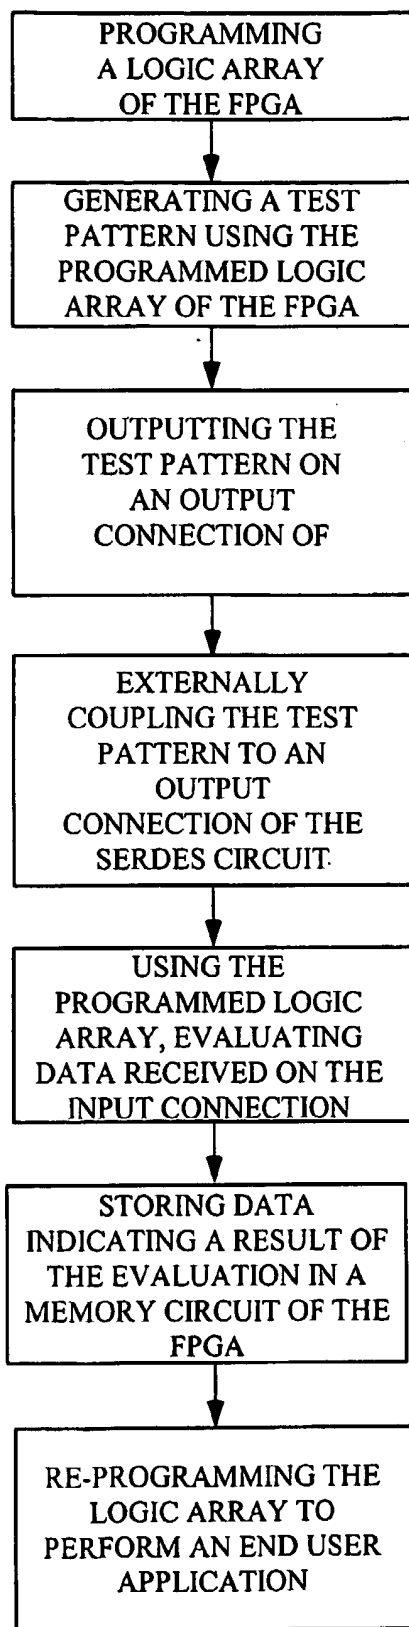 PROGRAMMING
A LOGIC ARRAY
OF THE FPGA
GENERATING A TEST
PATTERN USING THE
PROGRAMMED LOGIC
ARRAY OF THE FPGA
OUTPUTTING THE
TEST PATTERN ON
AN OUTPUT
CONNECTION OF
EXTERNALLY
COUPLING THE TEST
PATTERN TO AN
OUTPUT
CONNECTION OF THE
SERDES CIRCUIT
USING THE
PROGRAMMED LOGIC
ARRAY, EVALUATING
DATA RECEIVED ON THE
INPUT CONNECTION
STORING DATA
INDICATING A RESULT OF
THE EVALUATION IN A
MEMORY CIRCUIT OF THE
FPGA
RE-PROGRAMMING THE
LOGIC ARRAY TO
PERFORM AN END USER
APPLICATION